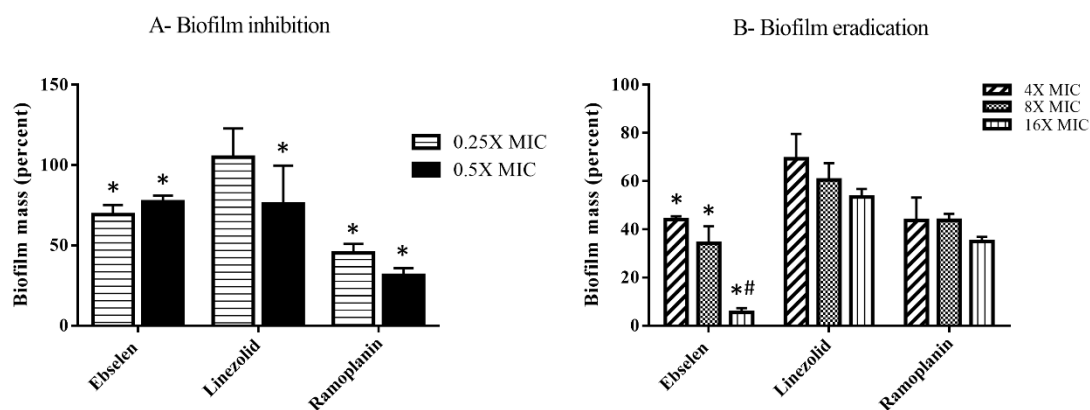 A- Biofilm inhibition
Biofilm mass (percent)
150
100
50
0
* * * * *
Ebselen
Linezolid
Ramoplanin
0.25X MIC
0.5X MIC
B- Biofilm eradication
Biofilm mass (percent)
100
80
60
40
20
0
* * *#
Ebselen
Linezolid
Ramoplanin
4X MIC
8X MIC
16X MIC